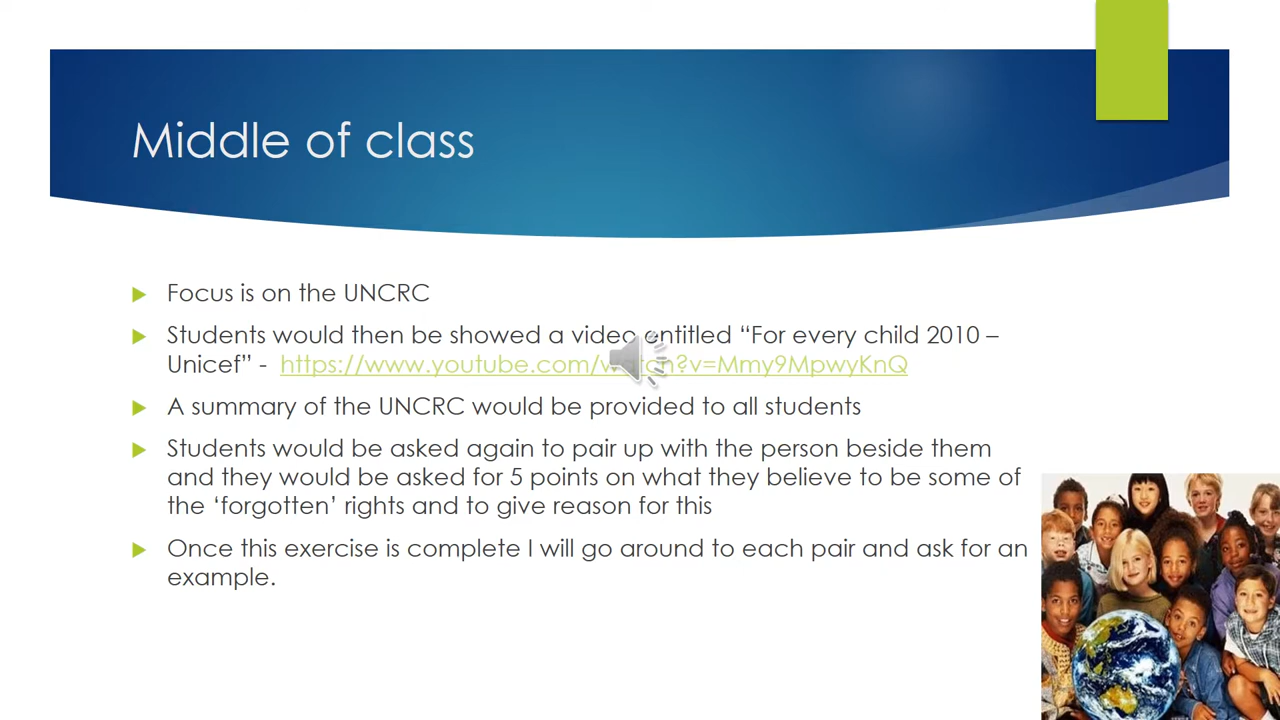 Middle of class
Focus is on the UNCRC
Students would then be showed a video entitled “For every child 2010 –
Unicef” - https://www.youtube.com/watch?v=Mmy9MpwyKnQ
A summary of the UNCRC would be provided to all students
Students would be asked again to pair up with the person beside them
and they would be asked for 5 points on what they believe to be some of
the ‘forgotten’ rights and to give reason for this
Once this exercise is complete I will go around to each pair and ask for an
example.